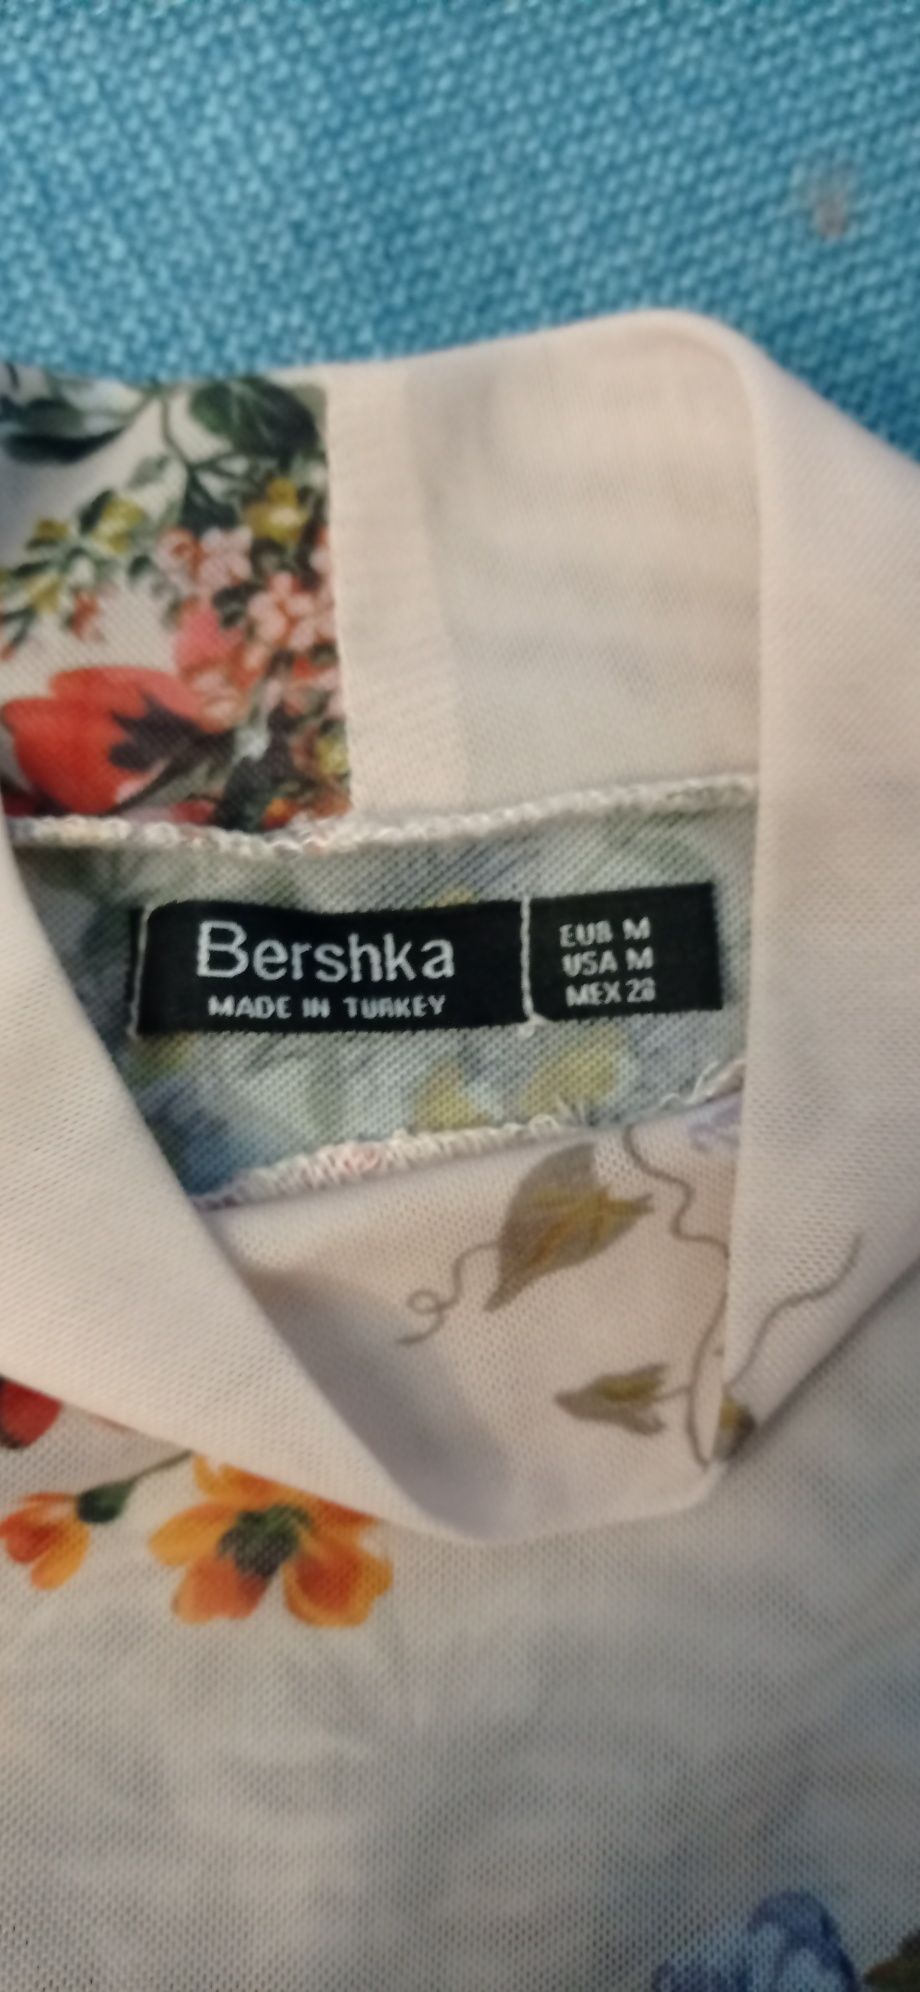 Bershka
MADE IN TURKEY
EUR M
USA M
MEX 28